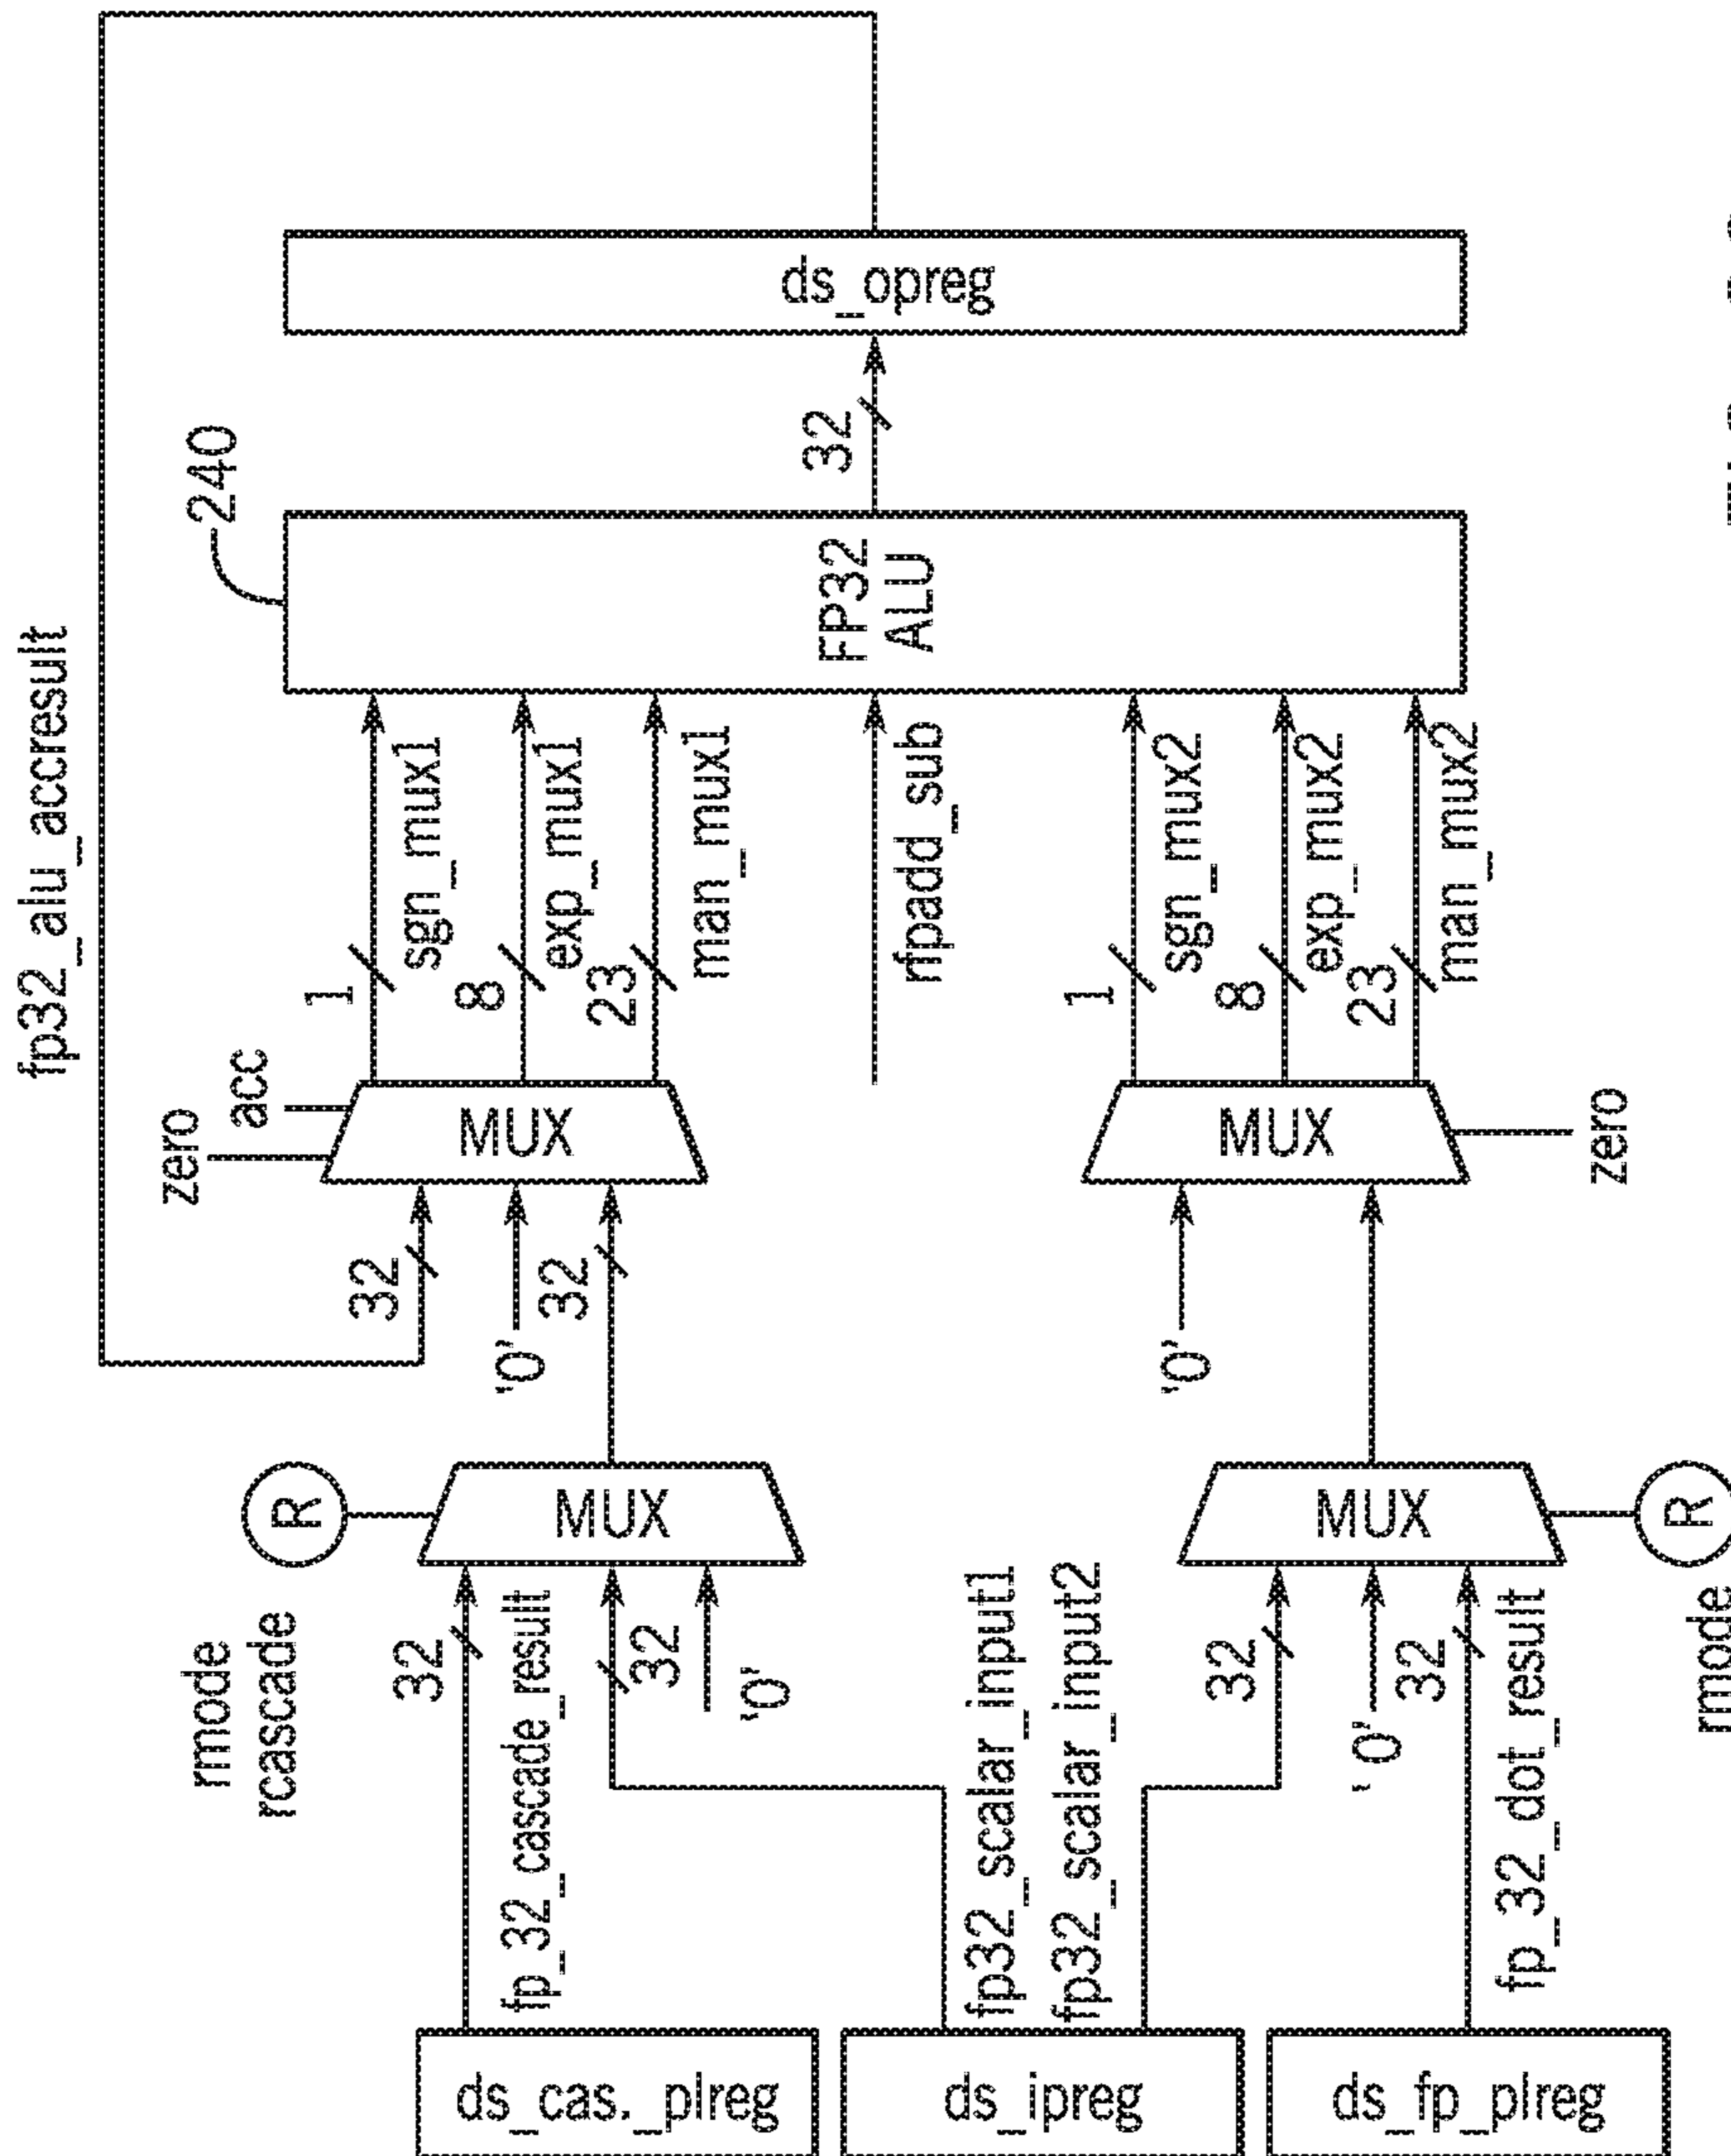 fp32_alu_accresult
ds_opreg
32
240
FP32
ALU
1
sgn_mux1
8
exp_mux1
23
man_mux1
rfpadd_sub
1
sgn_mux2
8
exp_mux2
23
man_mux2
zero
acc
MUX
MUX
zero
32
'0'
32
'0'
R
MUX
MUX
R
rmode
rcascade
32
fp_32_cascade_result
32
'0'
fp32_scalar_input1
fp32_scalar_input2
32
'0'
32
fp_32_dot_result
rmode
ds_cas._plreg
ds_ipreg
ds_fp_plreg